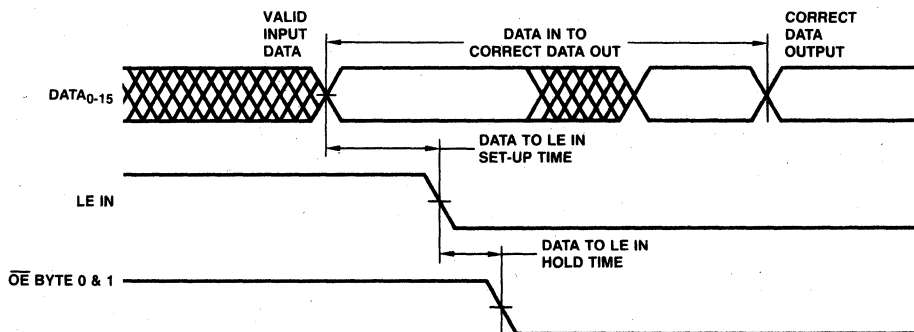 VALID
INPUT
DATA
DATA IN TO
CORRECT DATA OUT
CORRECT
DATA
OUTPUT
DATA0-15
DATA TO LE IN
SET-UP TIME
LE IN
DATA TO LE IN
HOLD TIME
OE BYTE 0 & 1